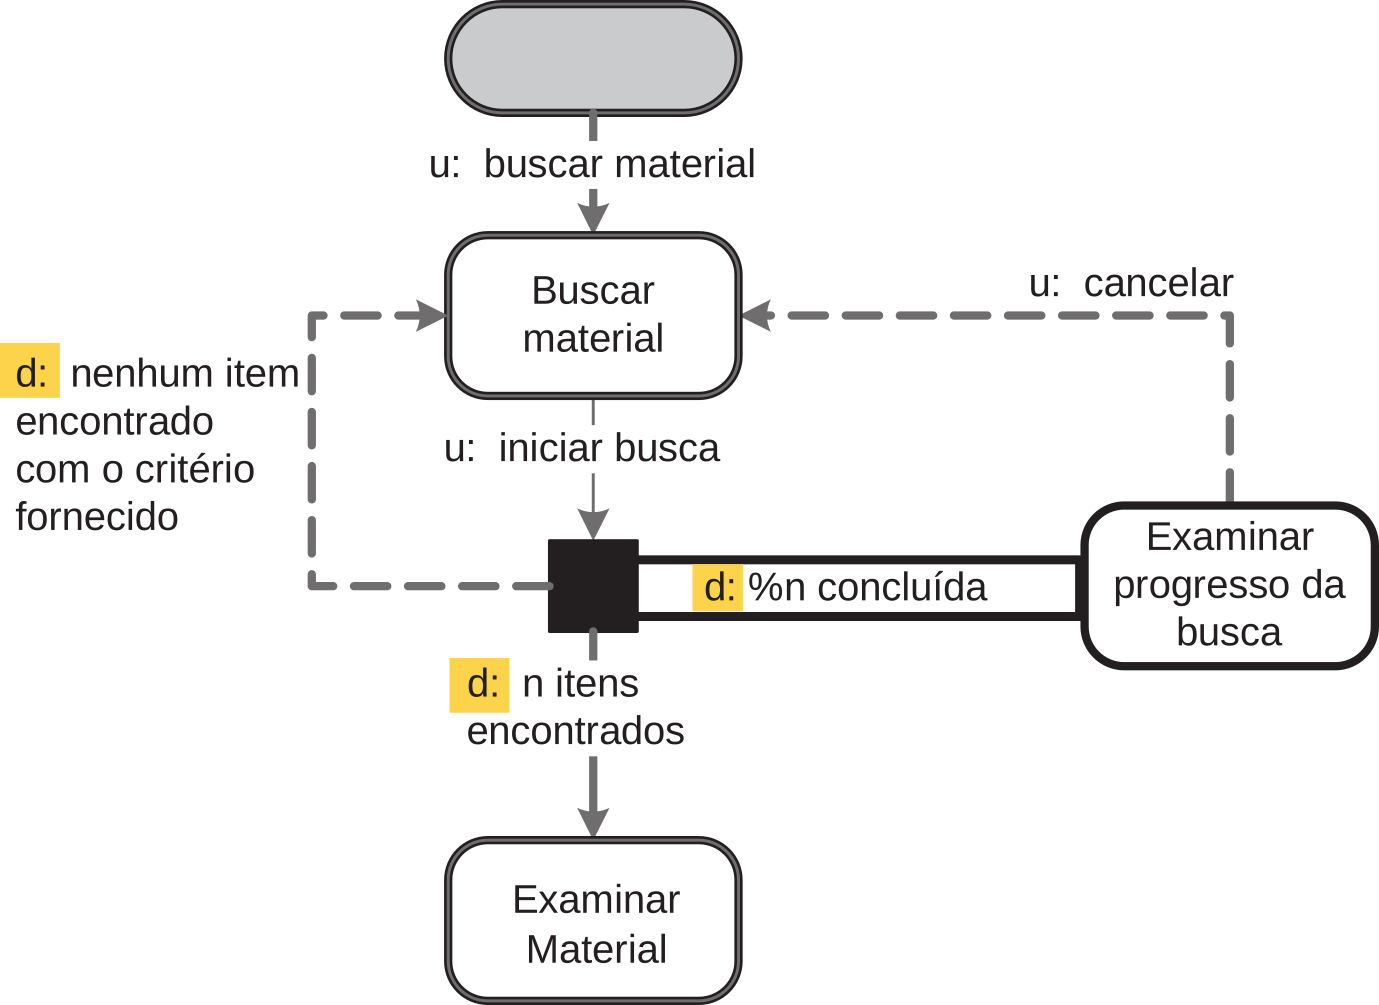 u: buscar material
Buscar
material
u: cancelar
d: nenhum item
encontrado
com o critério
fornecido
u: iniciar busca
d: %n concluída
Examinar
progresso da
busca
d: n itens
encontrados
Examinar
Material